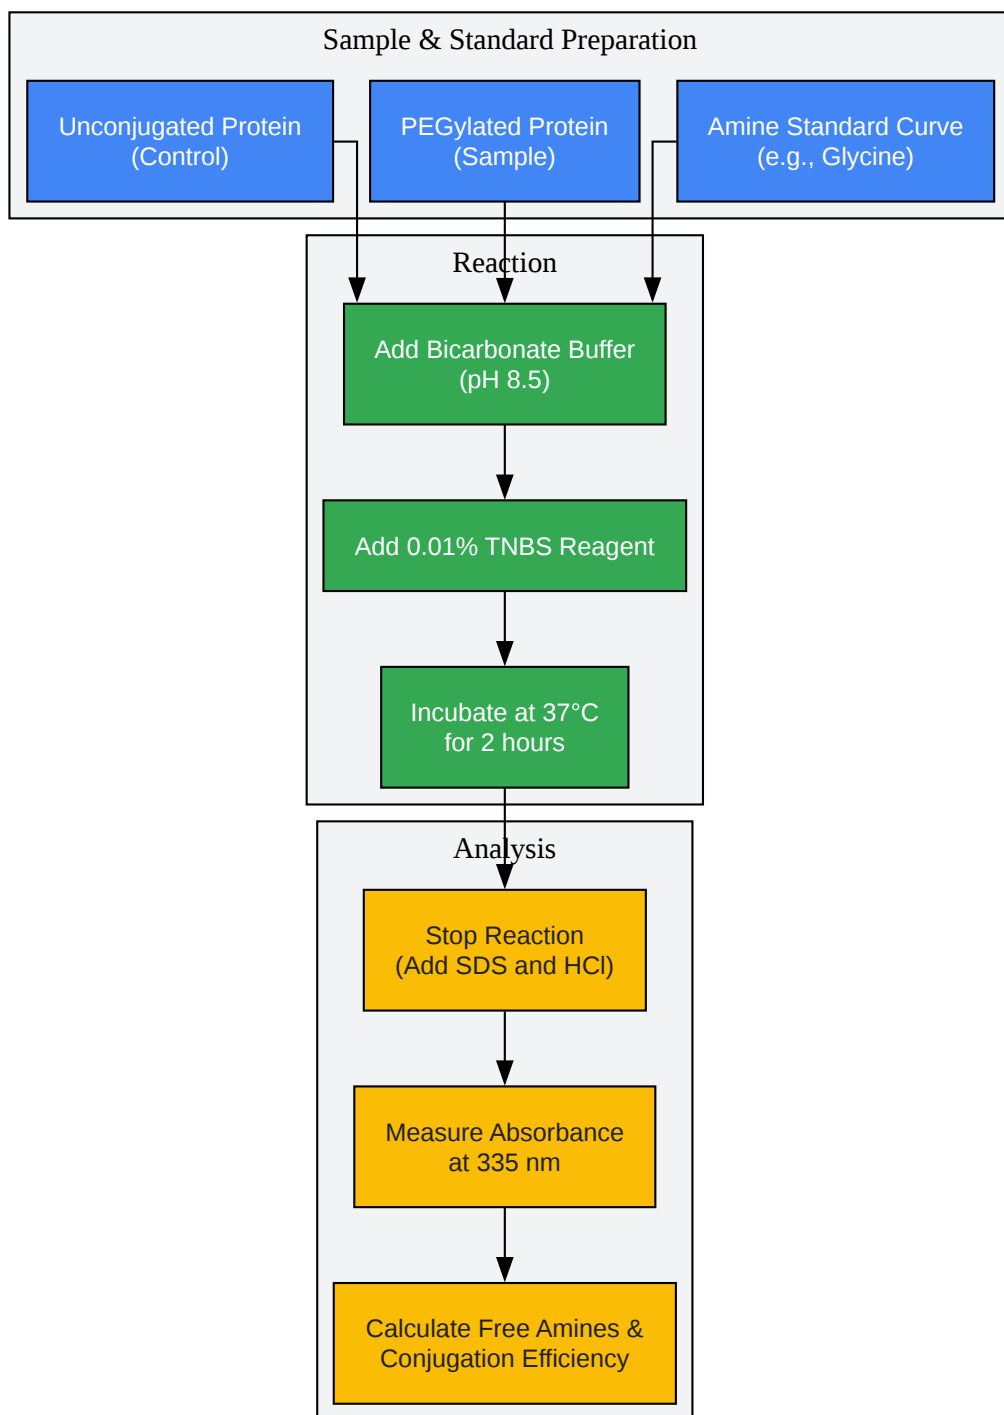 Sample & Standard Preparation
Unconjugated Protein
(Control)
PEGylated Protein
(Sample)
Amine Standard Curve
(e.g., Glycine)
Reaction
Add Bicarbonate Buffer
(pH 8.5)
Add 0.01% TNBS Reagent
Incubate at 37°C
for 2 hours
Analysis
Stop Reaction
(Add SDS and HCl)
Measure Absorbance
at 335 nm
Calculate Free Amines &
Conjugation Efficiency